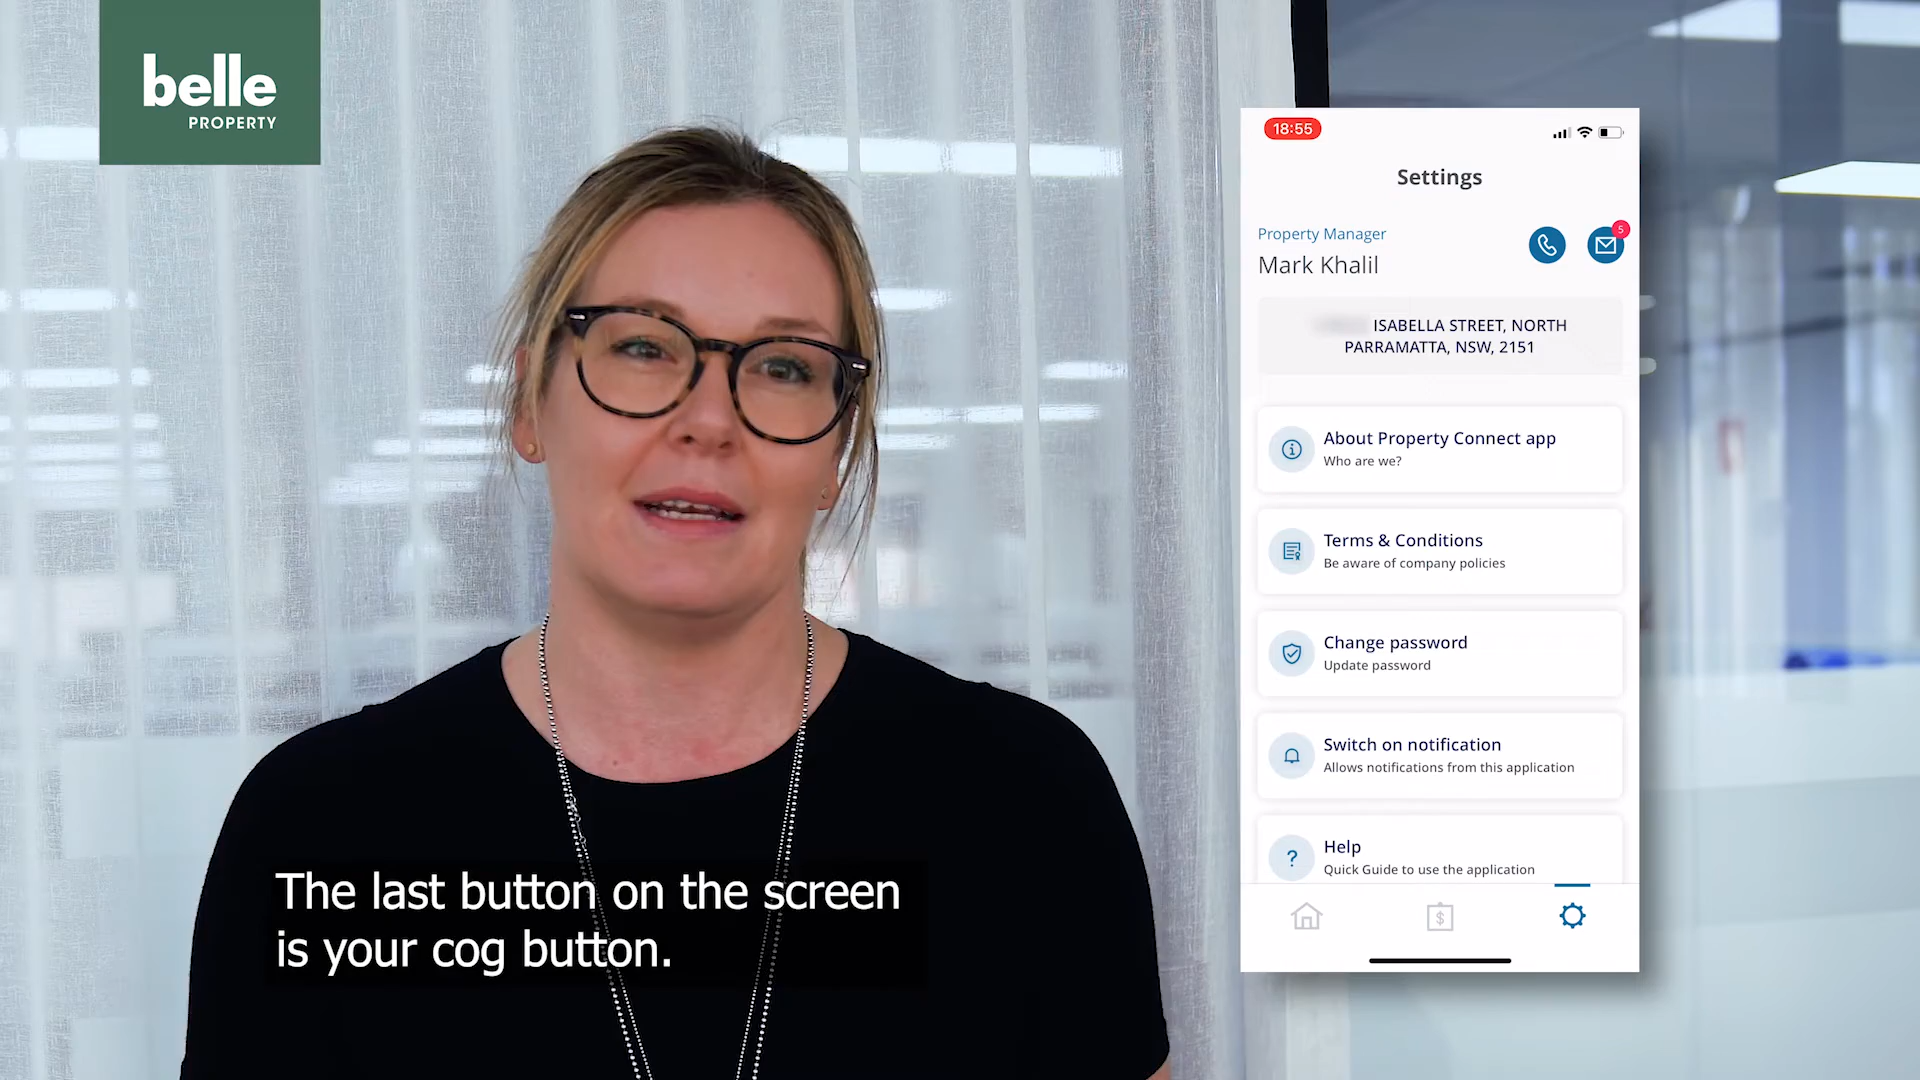 belle
PROPERTY
18:55
Settings
Property Manager
Mark Khalil
5
ISABELLA STREET, NORTH
PARRAMATTA, NSW, 2151
About Property Connect app
Who are we?
Terms & Conditions
Be aware of company policies
Change password
Update password
Switch on notification
Allows notifications from this application
?
Help
Quick Guide to use the application
$
The last button on the screen
is your cog button.